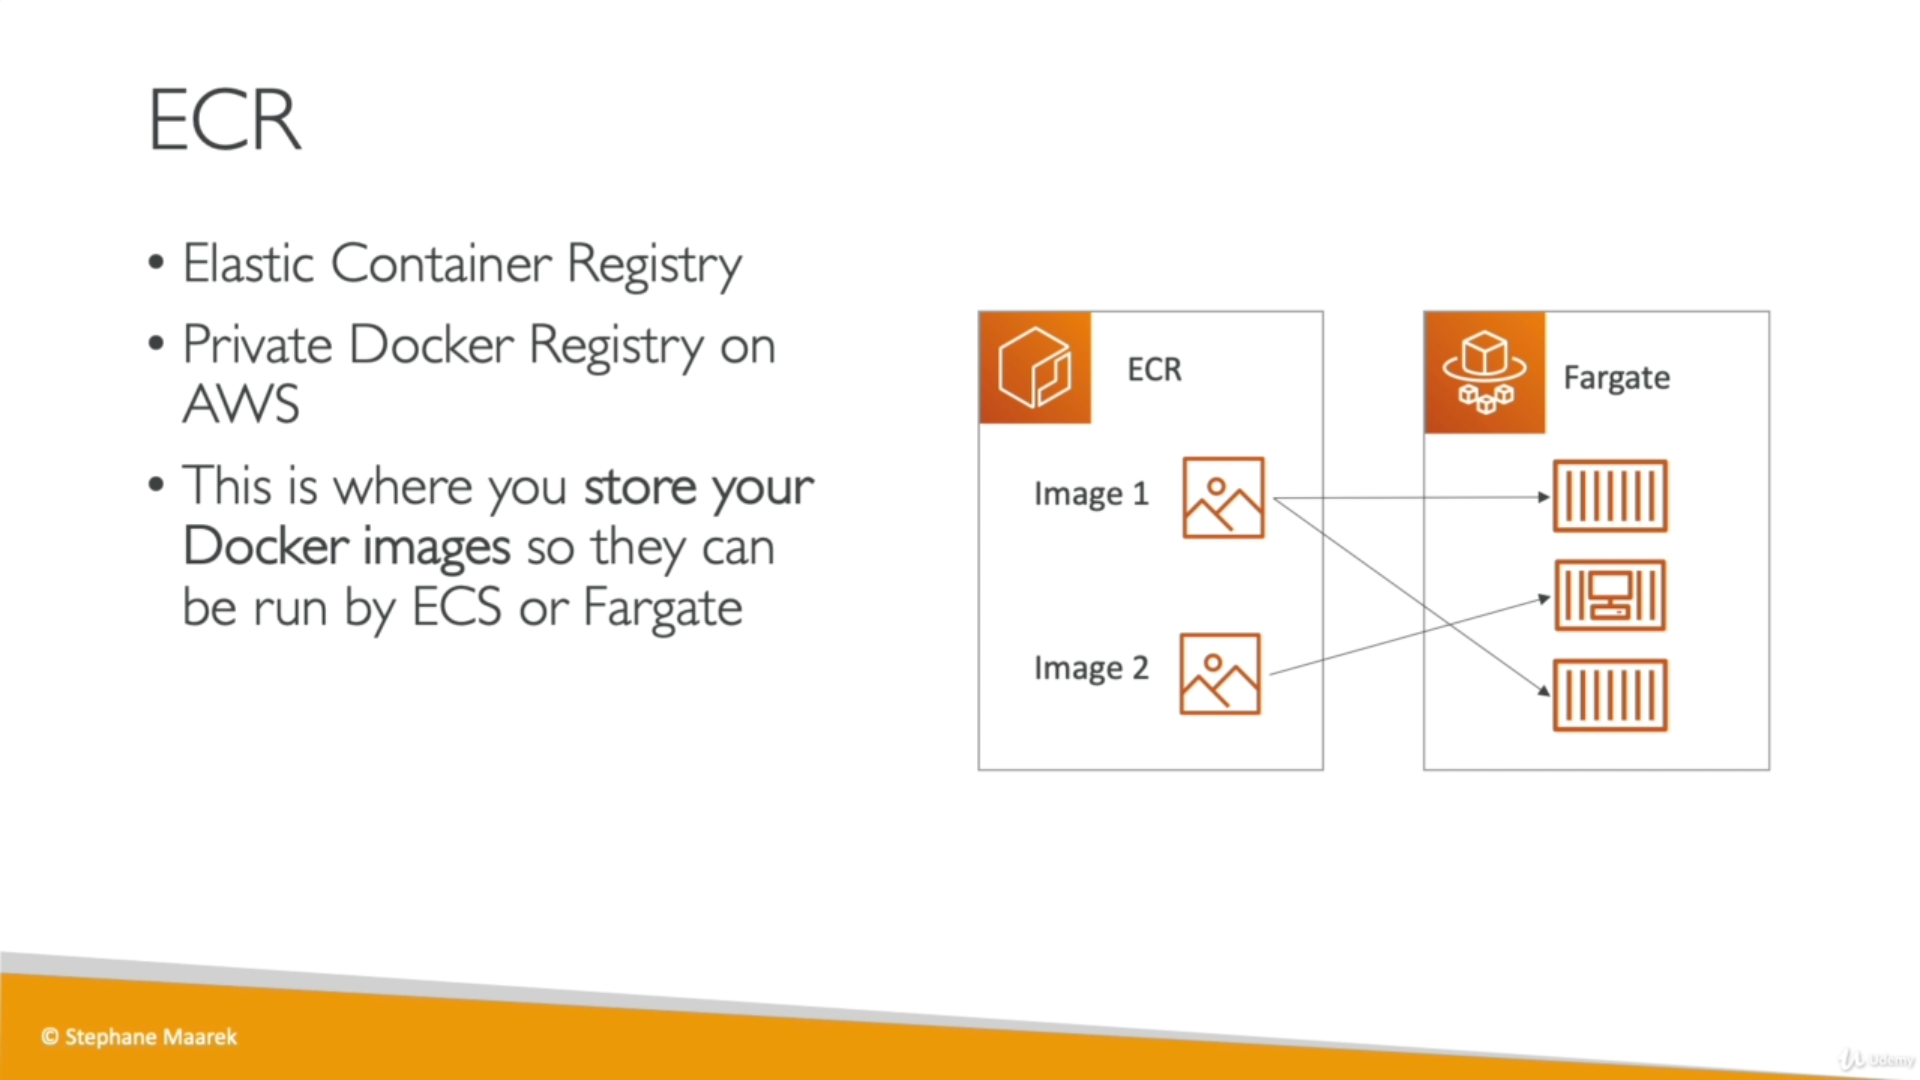 ECR
• Elastic Container Registry
• Private Docker Registry on
AWS
• This is where you store your
Docker images so they can
be run by ECS or Fargate
ECR
Image 1
Image 2
Fargate
© Stephane Maarek
Udemy